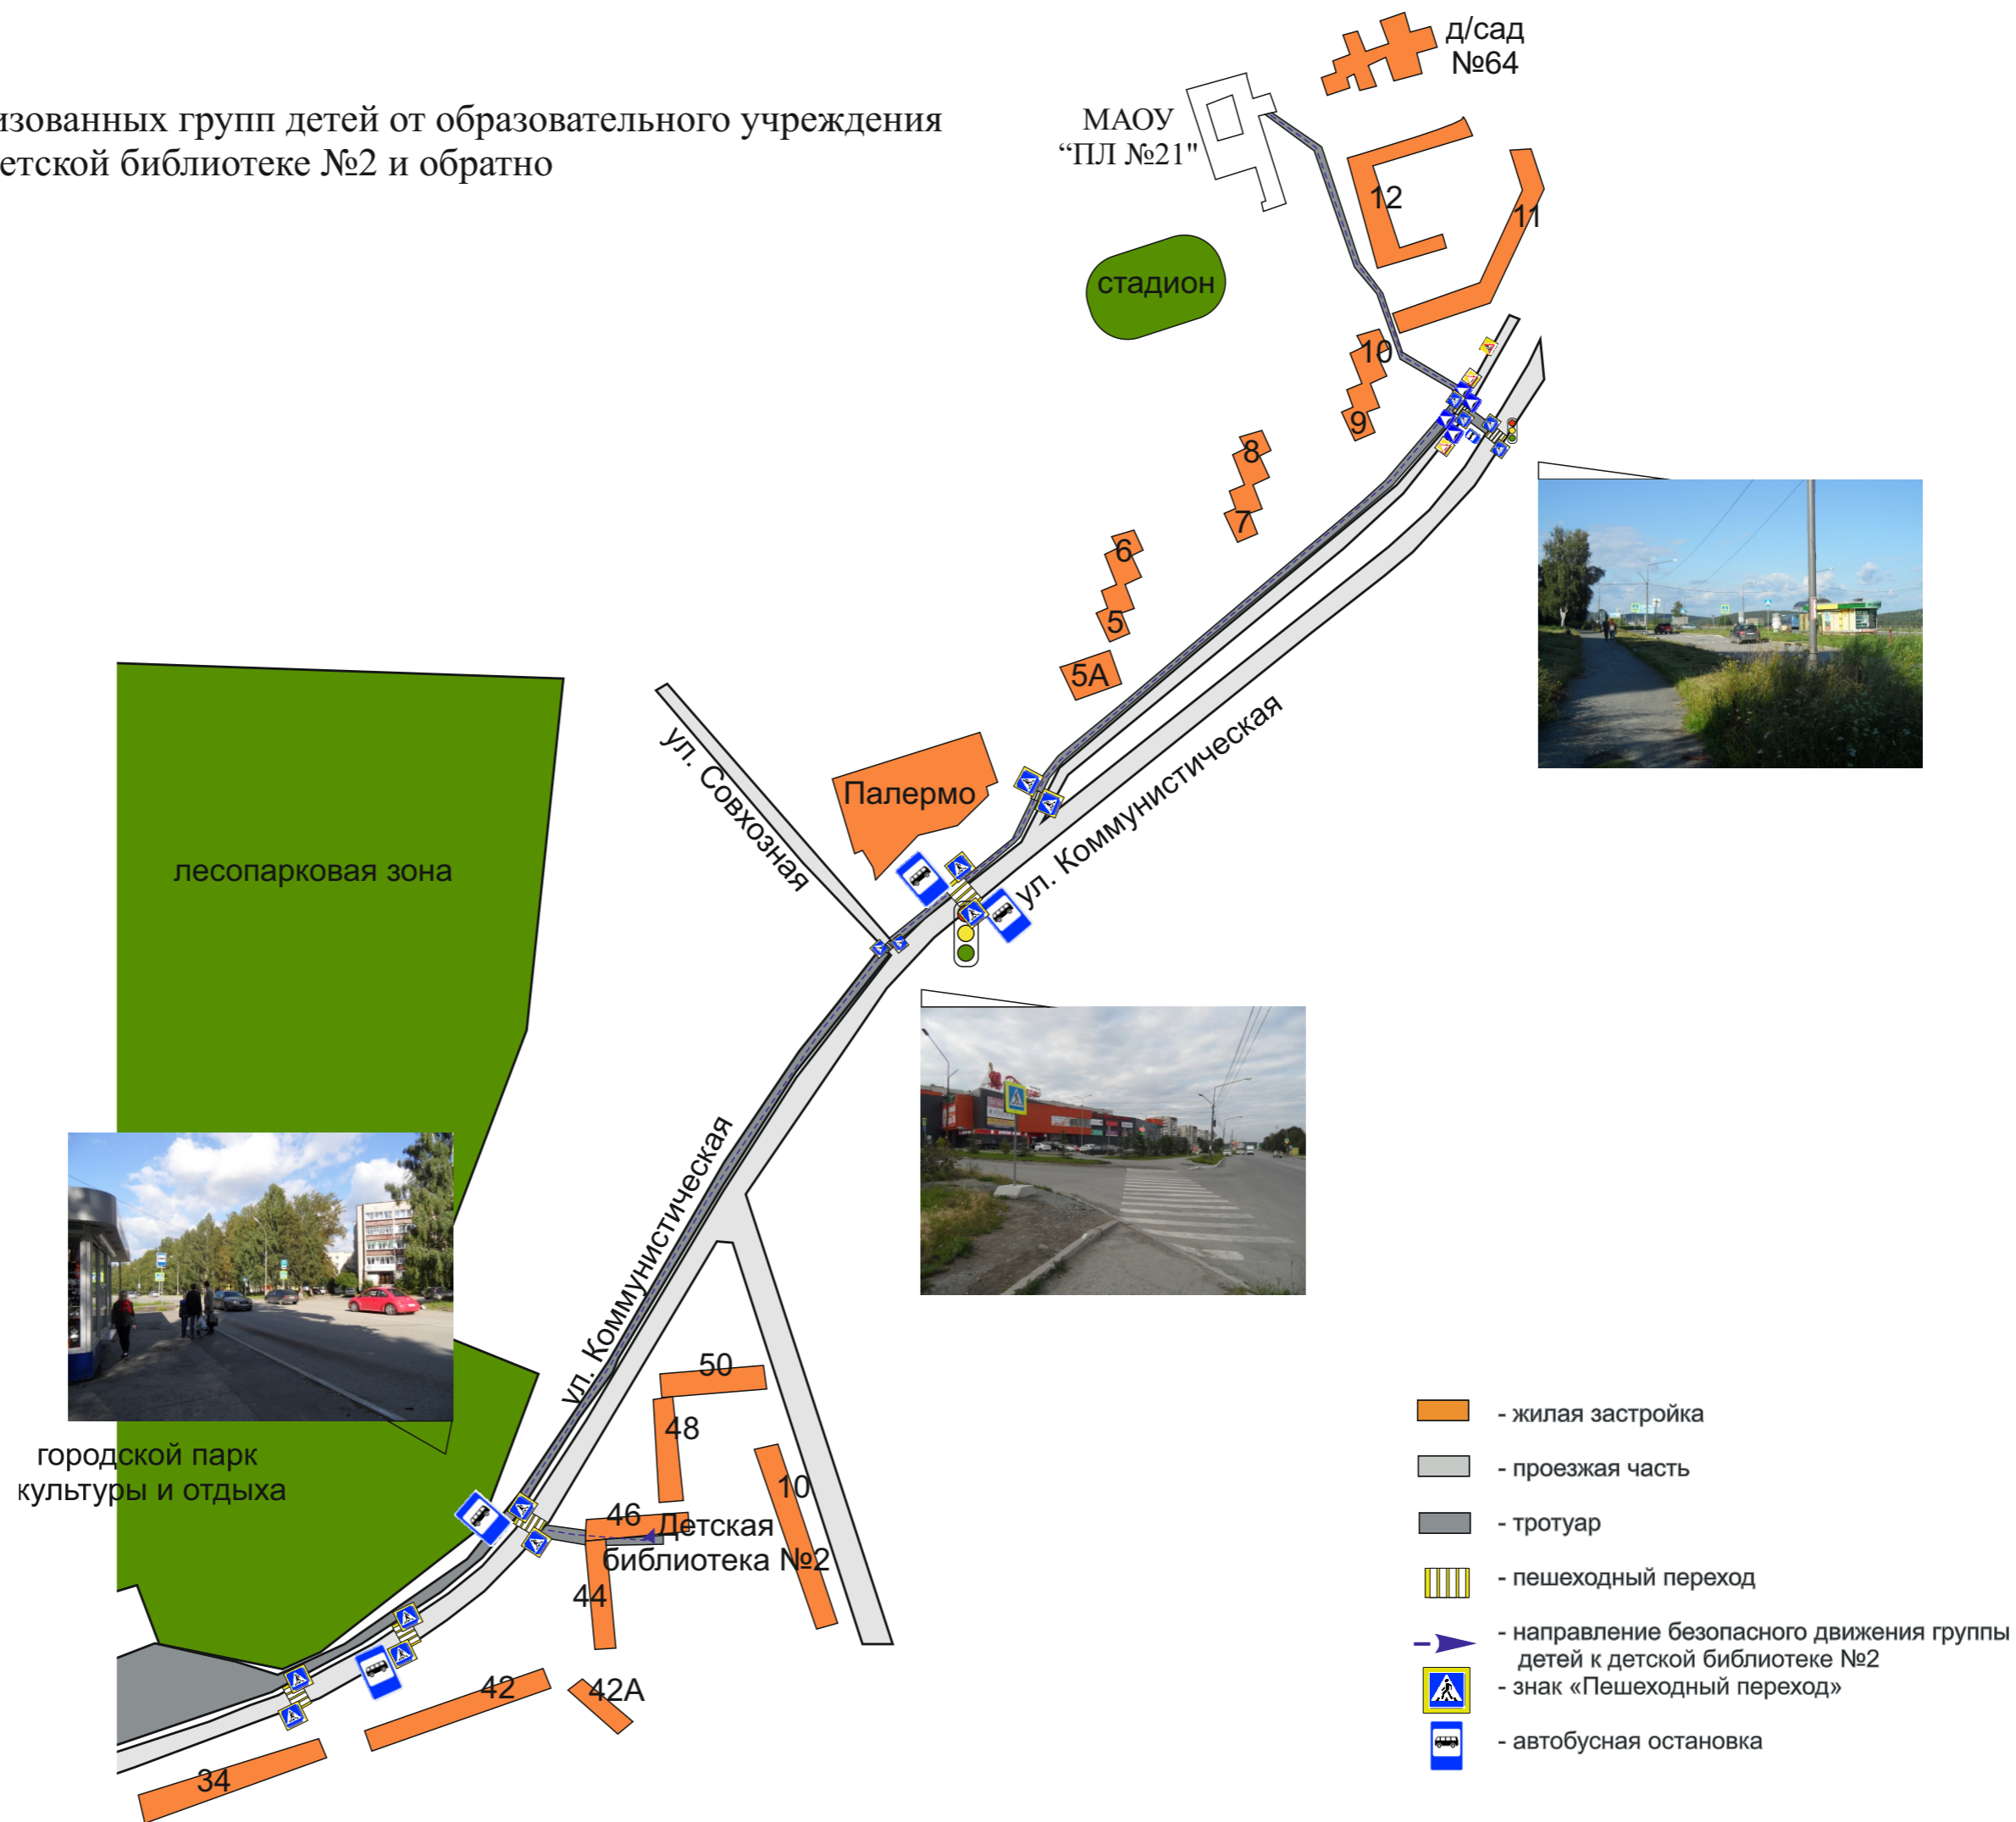 изованных групп детей от образовательного учреждения
етской библиотеке №2 и обратно
д/сад
№64
МАОУ
“ПЛ №21"
12
11
стадион
10
9
8
7
6
5
5А
ул. Совхозная
Палермо
ул. Коммунистическая
лесопарковая зона
ул. Коммунистическая
50
48
10
городской парк
культуры и отдыха
46
Детская
библиотека №2
44
42
42А
34
- жилая застройка
- проезжая часть
- тротуар
- пешеходный переход
- направление безопасного движения группы
детей к детской библиотеке №2
- знак «Пешеходный переход»
- автобусная остановка